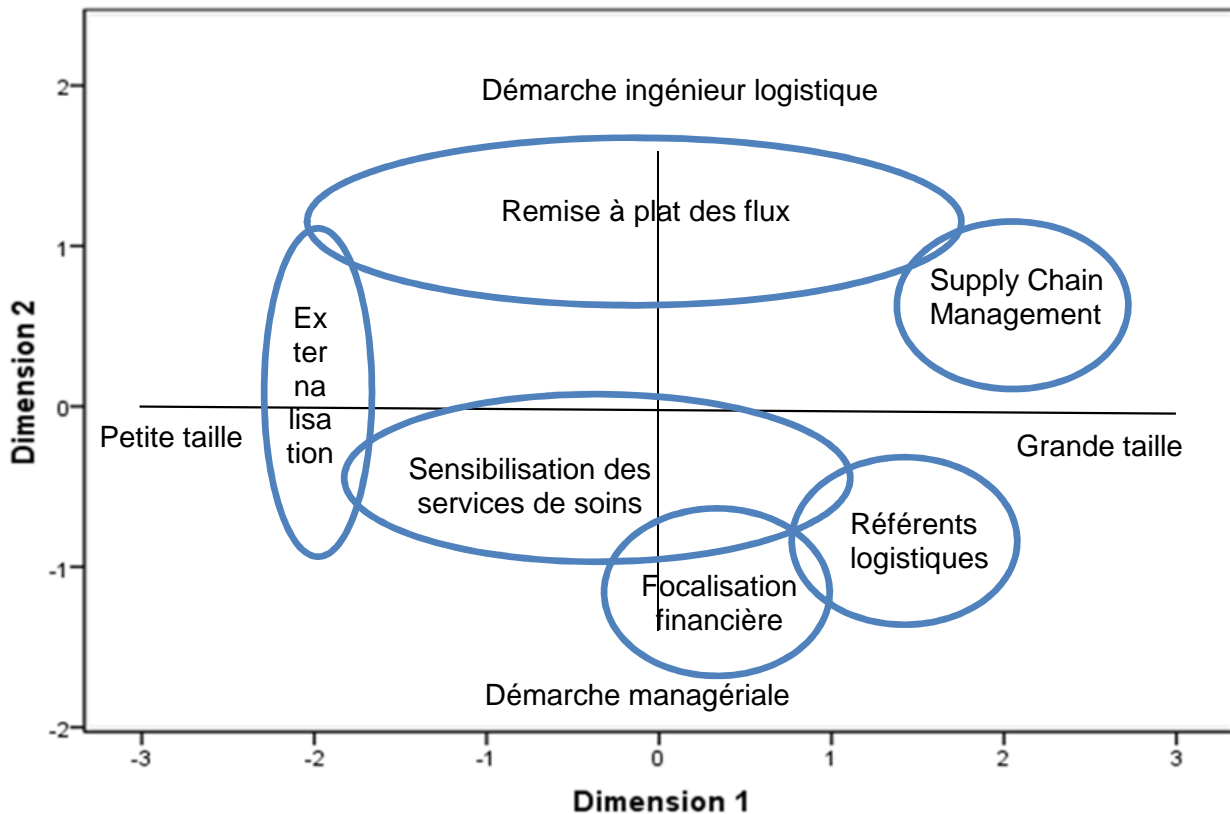 2
Démarche ingénieur logistique
Remise à plat des flux
1
Supply Chain
Management
Ex
ter
na
lisa
tion
Dimension 2
0
Petite taille
Grande taille
Sensibilisation des
services de soins
Référents
logistiques
-1
Focalisation
financière
Démarche managériale
-2
-3 -2 -1 0 1 2 3
Dimension 1